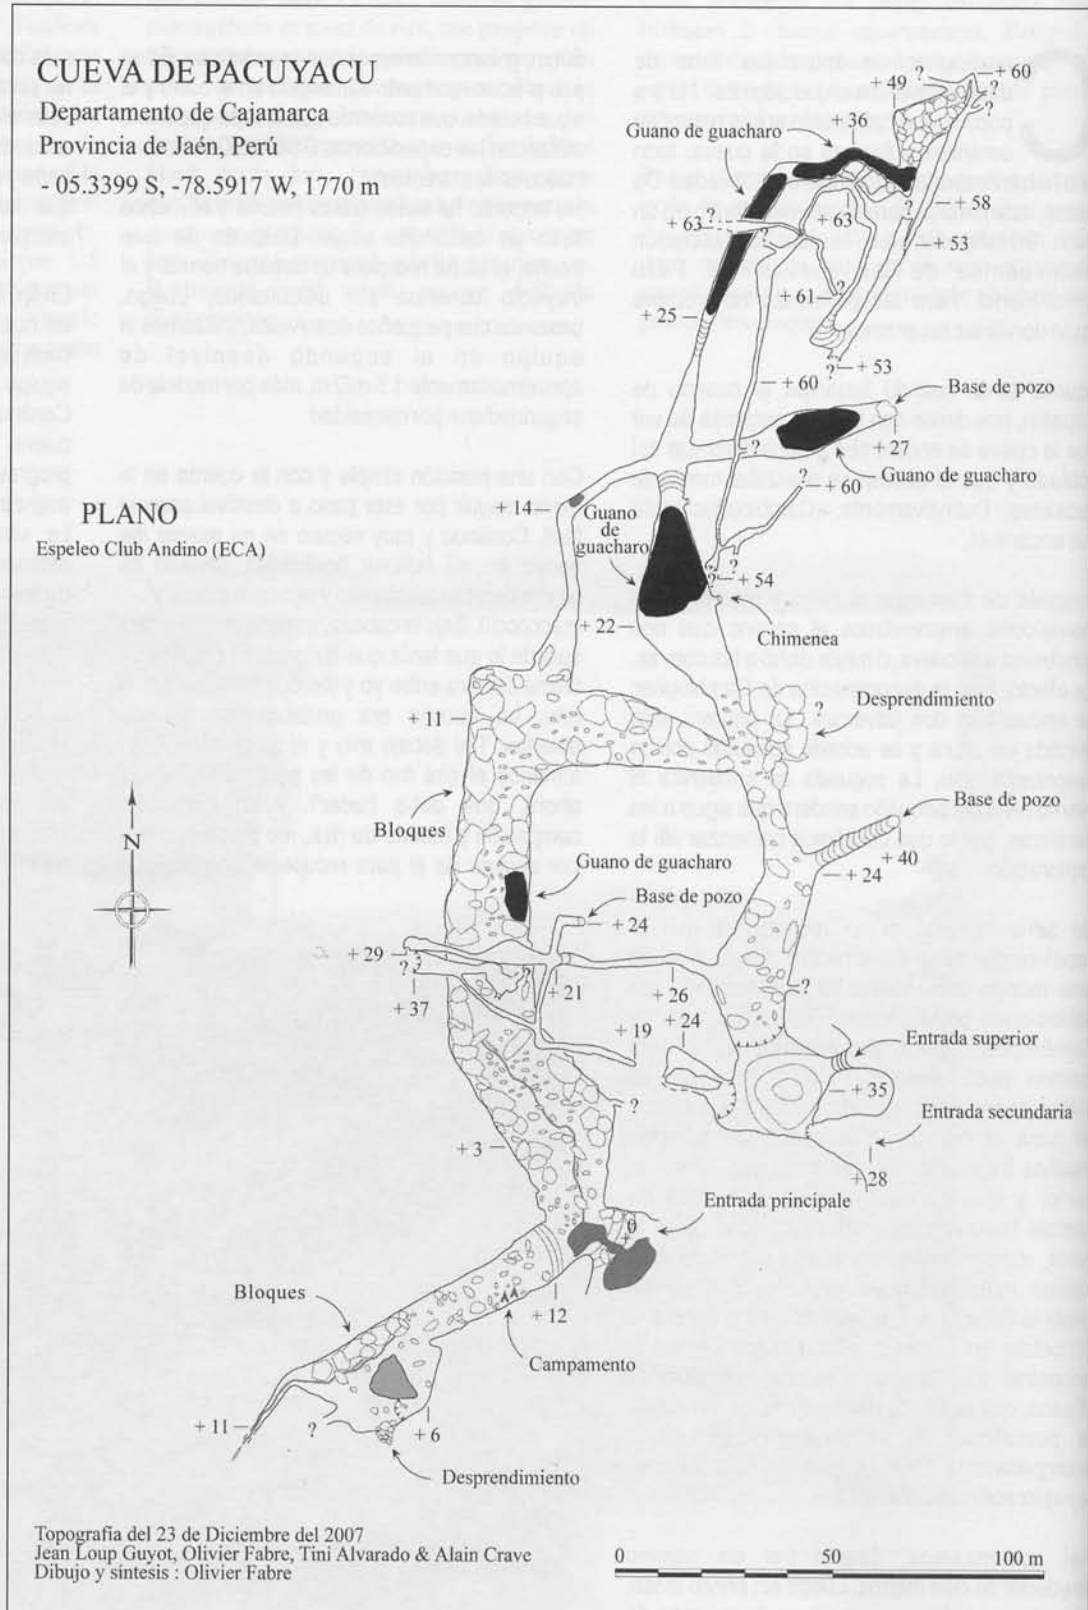 CUEVA DE PACUYACU
Departamento de Cajamarca
Provincia de Jaén, Perú
- 05.3399 S, -78.5917 W, 1770 m
+ 49
+ 60
?
+ 36
Guano de guacharo
+ 58
+ 63
?
?
+ 63
?
+ 53
+ 61
?
+ 25
?
+ 53
+ 60
Base de pozo
+ 27
?
Guano de guacharo
+ 60
?
PLANO
Espeleo Club Andino (ECA)
+ 14
Guano
de
guacharo
?
? + 54
Chimenea
+ 22
Desprendimiento
?
+ 11
Bloques
Base de pozo
+ 40
+ 24
N
Guano de guacharo
Base de pozo
+ 24
+ 29
?
?
+ 21
+ 26
?
+ 37
+ 19
+ 24
Entrada superior
+ 35
Entrada secundaria
?
+ 3
+ 28
Entrada principale
0
Bloques
+ 12
Campamento
+ 11
?
+ 6
Desprendimiento
Topografía del 23 de Diciembre del 2007
Jean Loup Guyot, Olivier Fabre, Tini Alvarado & Alain Crave
Dibujo y síntesis : Olivier Fabre
0 50 100 m